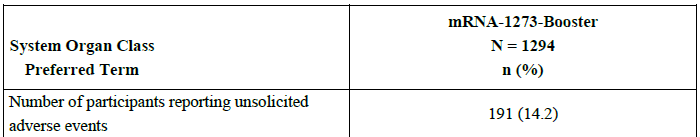 mRNA-1273-Booster
System Organ Class
N = 1294
Preferred Term
n (%)
Number of participants reporting unsolicited
adverse events
191 (14.2)